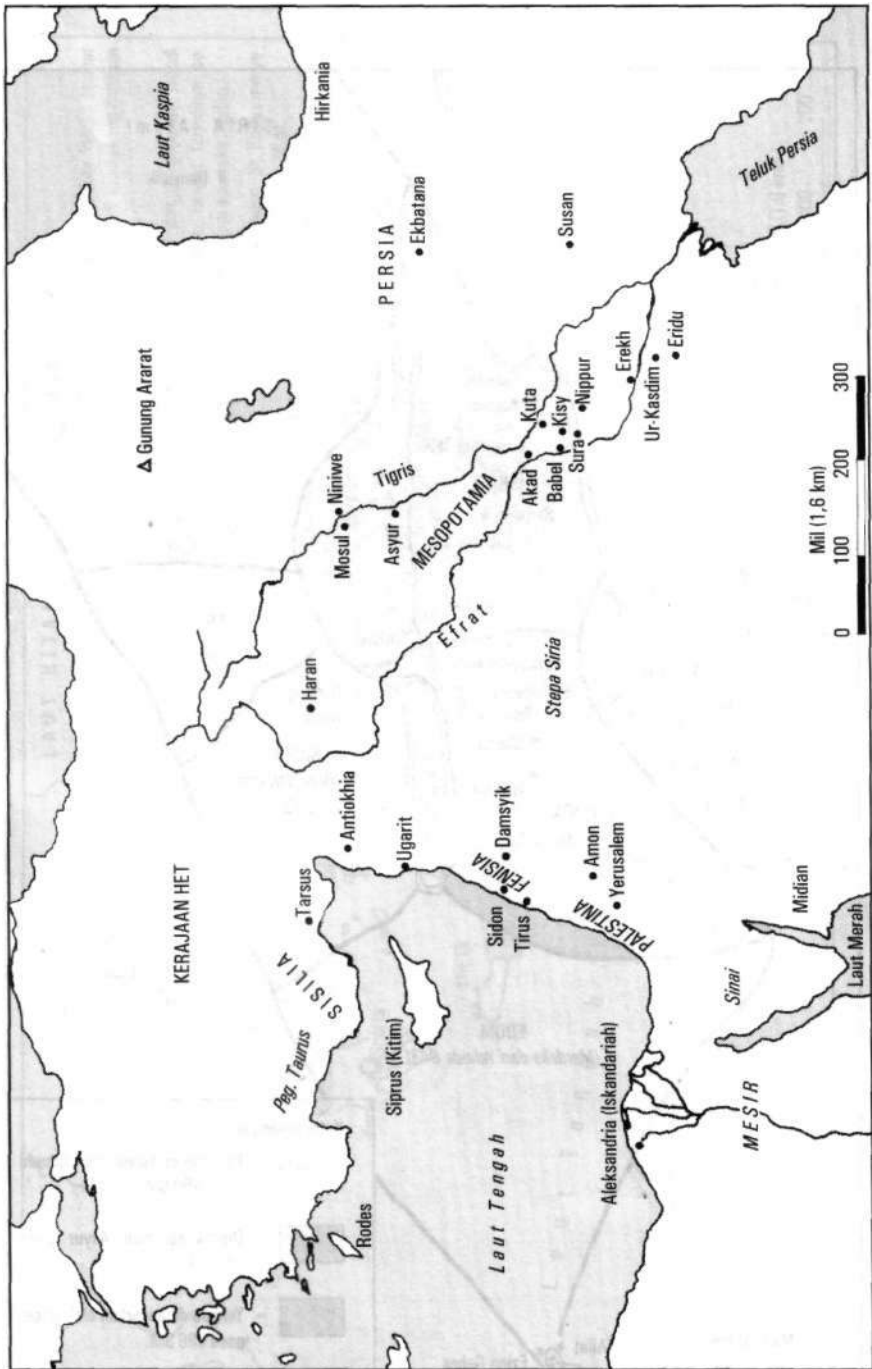 Laut Kaspia
Hirkania
Gunung Ararat
PERSIA
Ekbatana
Susan
Teluk Persia
Niniwe
Mosul
Tigris
Asyur
MESOPOTAMIA
Efrat
Akad
Kuta
Babel
Kisy
Sura
Nippur
Erekh
Ur-Kasdim
Eridu
Haran
Stepa Siria
KERAJAAN HET
Antiokhia
Tarsus
Ugarit
SISILIA
Peg. Taurus
Siprus (Kitim)
Rodes
Laut Tengah
FENISIA
Damsyik
Sidon
Tirus
Amon
Yerusalem
PALESTINA
Aleksandria (Iskandariah)
MESIR
Sinai
Midian
Laut Merah
0 100 200 300
Mil (1,6 km)